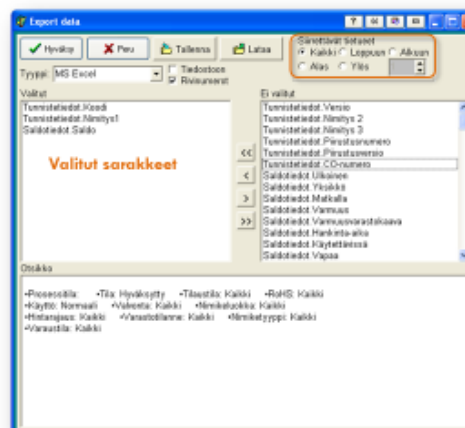 Export data
Hyväksy Peru Tallenna Lataa
Siirrettävät tietueet
Kaikki Loppuun Alkuun
Alas Ylös
Tyyppi: MS Excel
Tiedostoon
Rivinumerot
Valitut
Tunnistetiedot.Koodi
Tunnistetiedot.Nimitys1
Saldotiedot.Saldo
Valitut sarakkeet
<<
<
>
>>
Ei valitut
Tunnistetiedot.Versio
Tunnistetiedot.Nimitys 2
Tunnistetiedot.Nimitys 3
Tunnistetiedot.Piirustusnumero
Tunnistetiedot.Piirustusversio
Tunnistetiedot.CO-numero
Saldotiedot.Ulkoinen
Saldotiedot.Yksikkö
Saldotiedot.Matkalla
Saldotiedot.Varmuus
Saldotiedot.Varmuusvarastokaava
Saldotiedot.Hankinta-aika
Saldotiedot.Käytettävissä
Saldotiedot.Vapaa
Otsikko
•Prosessitila: •Tila: Hyväksytty •Tilaustila: Kaikki •RoHS: Kaikki
•Käyttö: Normaali •Valvonta: Kaikki •Nimikeluokka: Kaikki
•Hintarajaus: Kaikki •Varastotilanne: Kaikki •Nimiketyyppi: Kaikki
•Varaustila: Kaikki